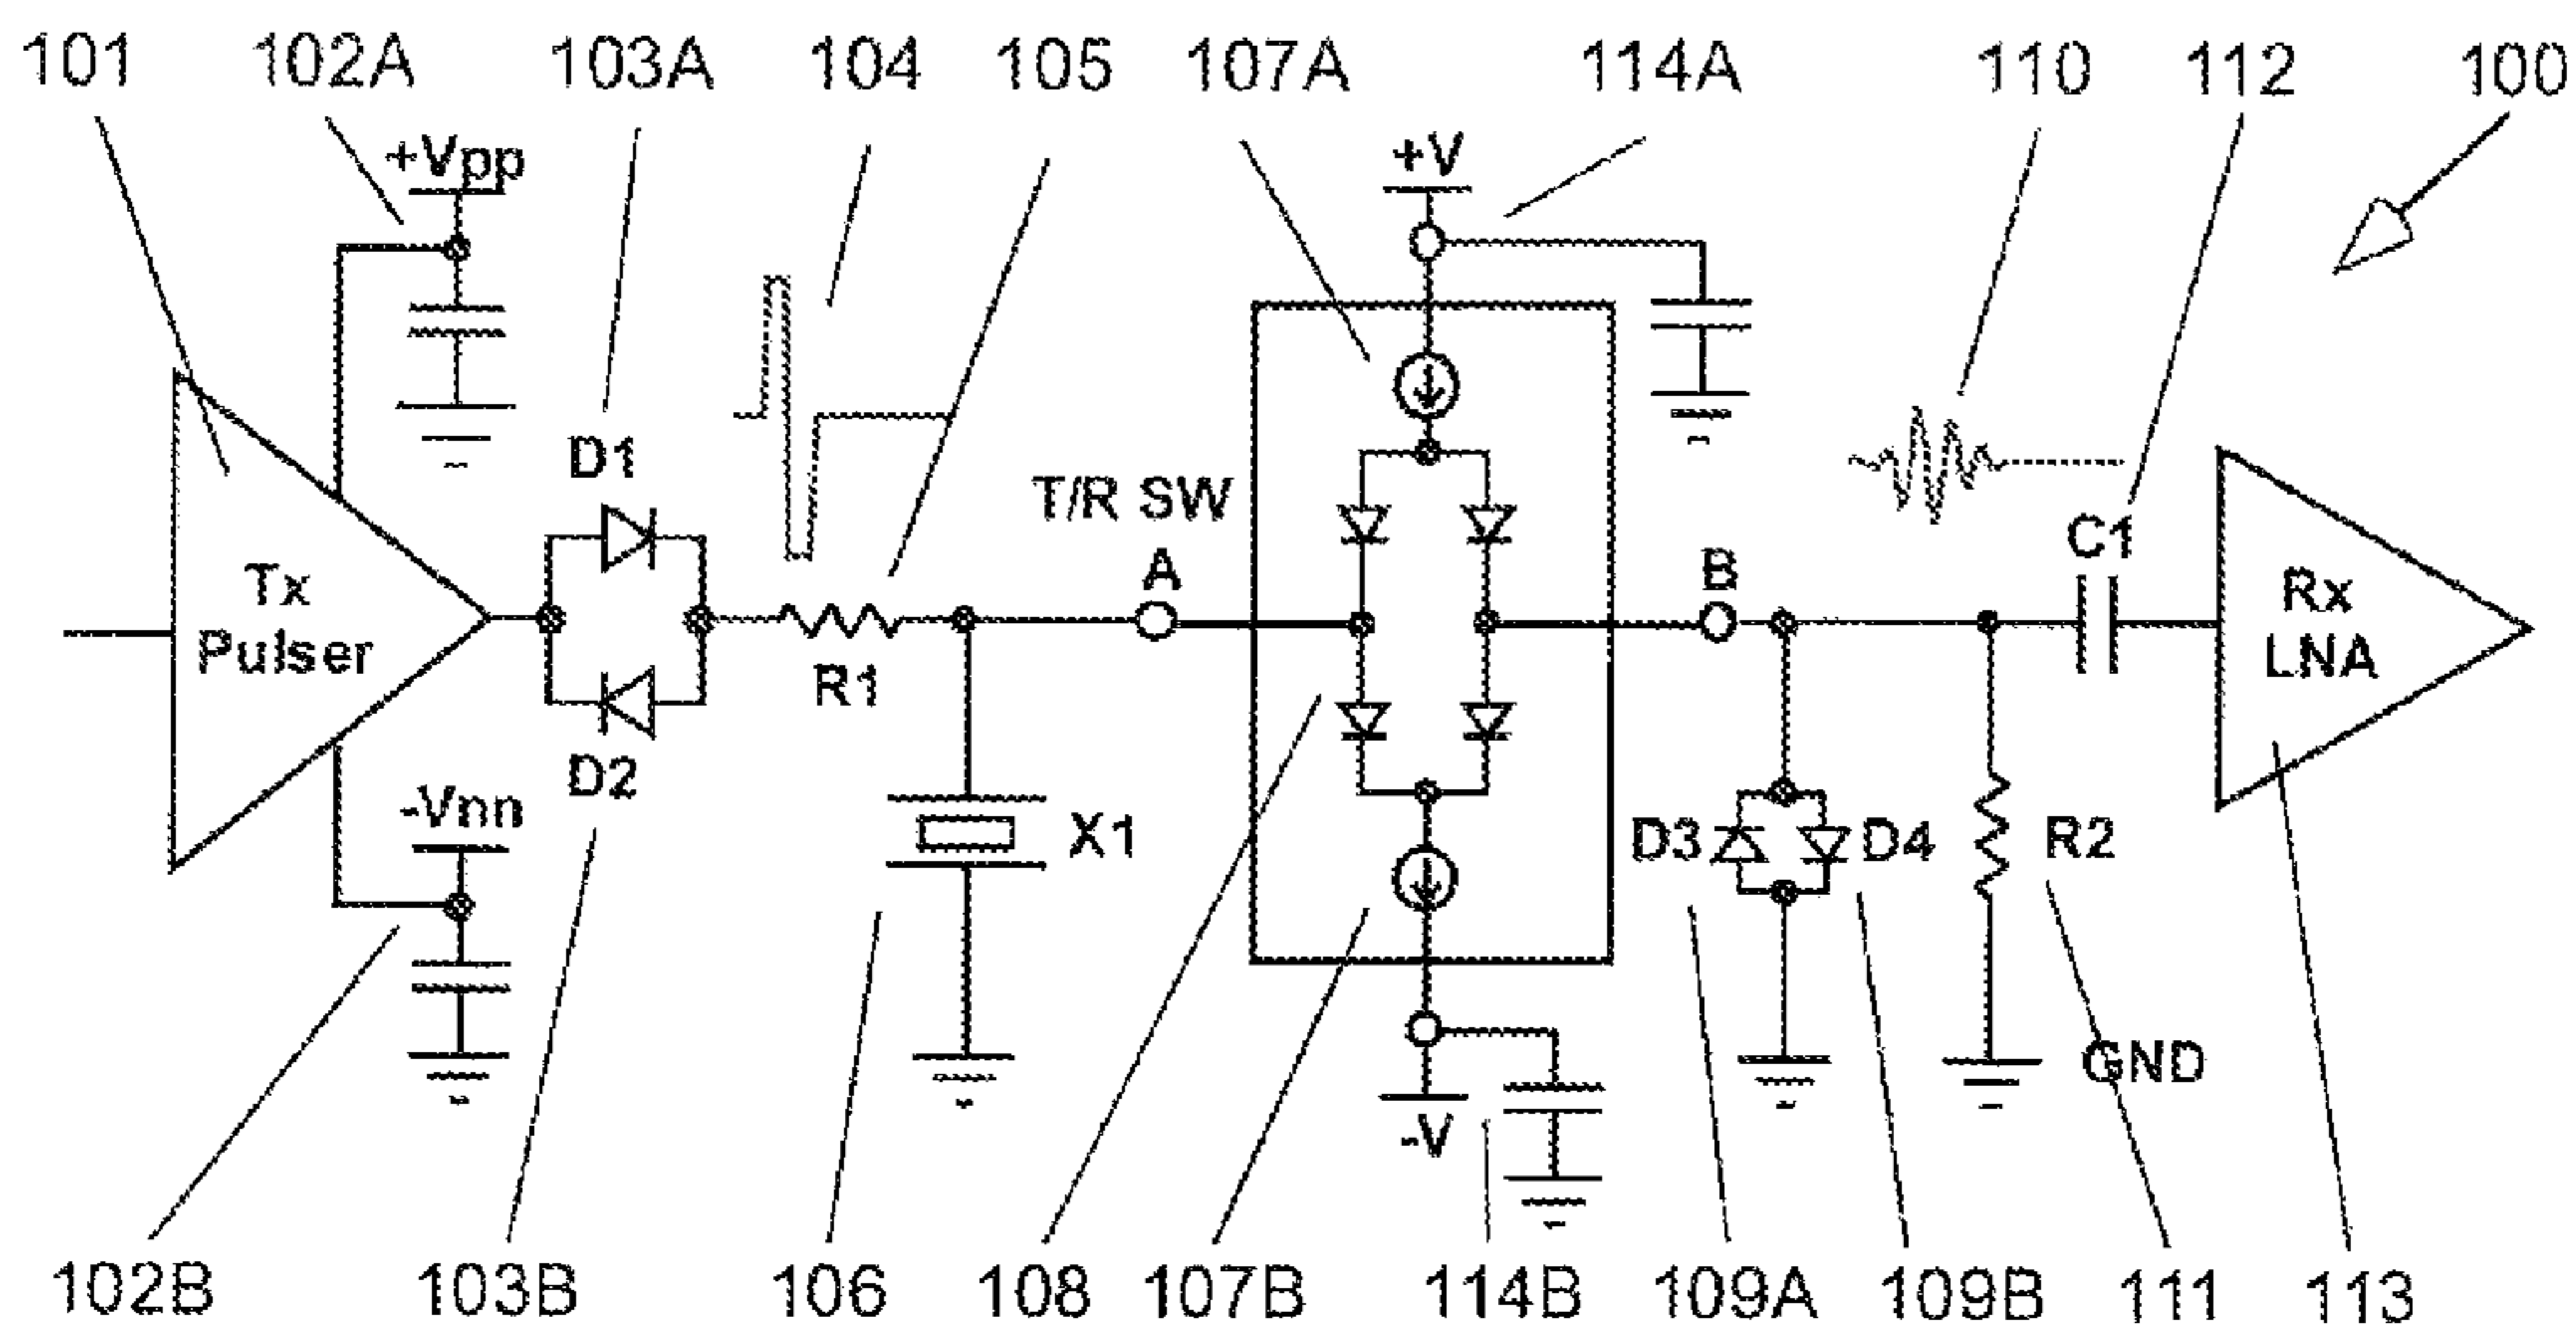 101 102A 103A 104 105 107A 114A 110 112 100
+Vpp
+V
D1
T/R SW
A
B
C1
Tx
Pulser
Rx
LNA
R1
D2
-Vnn
X1
D3
D4
R2
GND
-V
102B 103B 106 108 107B 114B 109A 109B 111 113